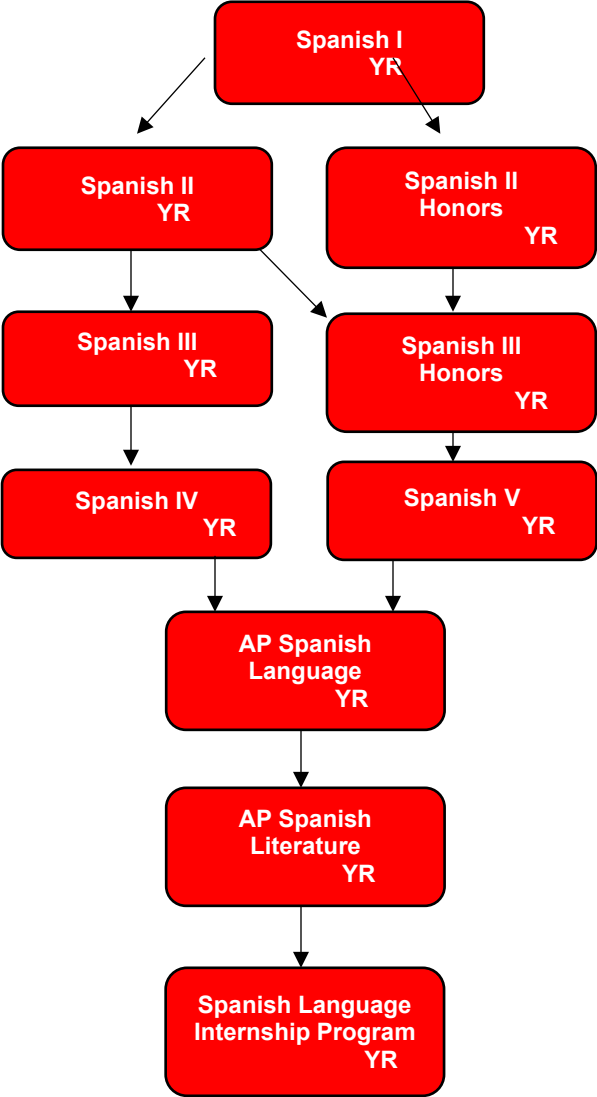 Spanish I
YR
Spanish II
YR
Spanish II
Honors
YR
Spanish III
YR
Spanish III
Honors
YR
Spanish IV
YR
Spanish V
YR
AP Spanish
Language
YR
AP Spanish
Literature
YR
Spanish Language
Internship Program
YR